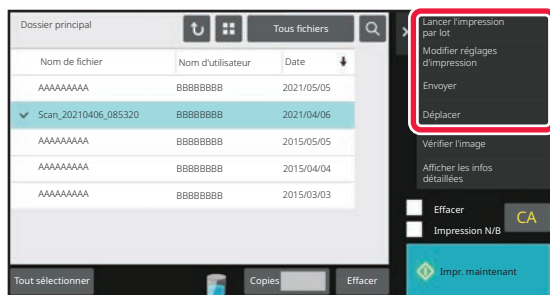 Dossier principal
Tous fichiers
Nom de fichier Nom d'utilisateur Date
AAAAAAAAA BBBBBBBB 2021/05/05
Scan_20210406_085320 BBBBBBBB 2021/04/06
AAAAAAAAA BBBBBBBB 2015/05/05
AAAAAAAAA BBBBBBBB 2015/04/04
AAAAAAAAA BBBBBBBB 2015/03/03
Tout sélectionner
Copies
Effacer
Lancer l'impression
par lot
Modifier réglages
d'impression
Envoyer
Déplacer
Vérifier l'image
Afficher les infos
détaillées
Effacer
Impression N/B
CA
Impr. maintenant